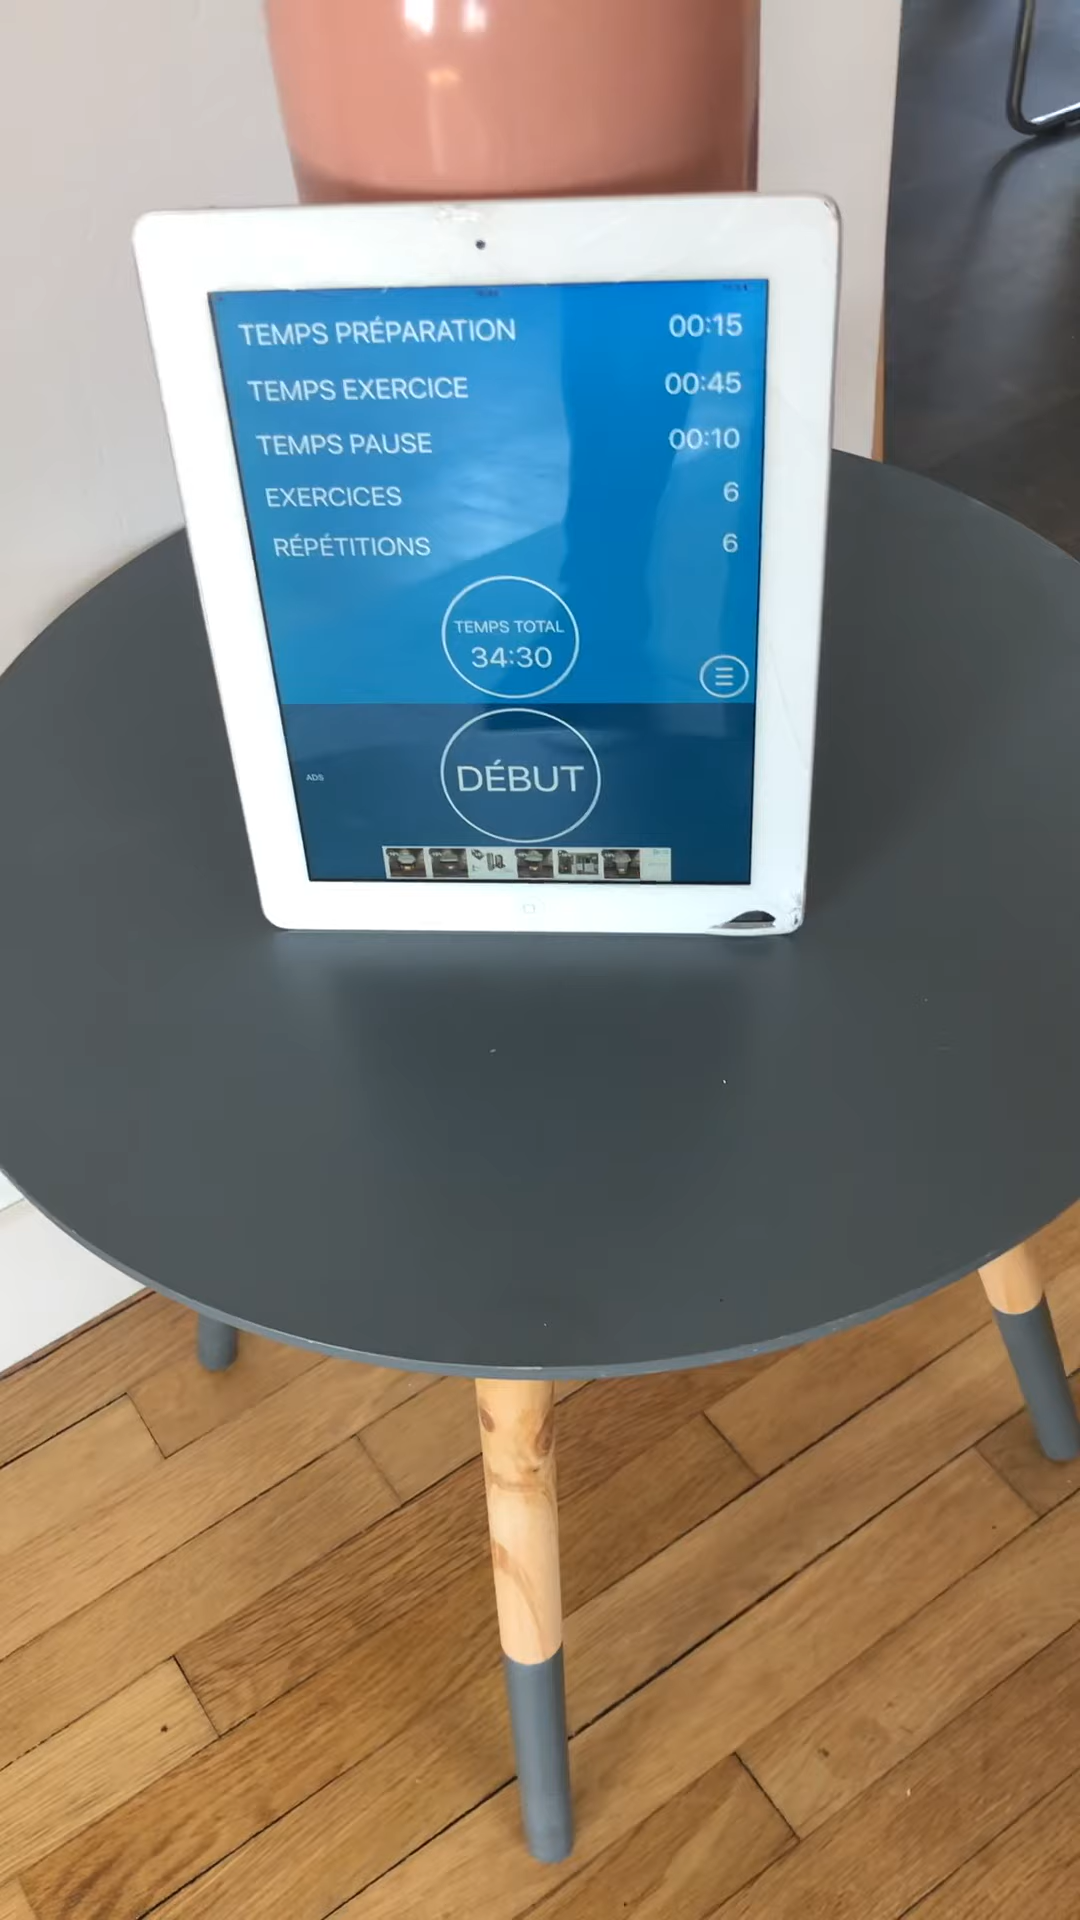 TEMPS PRÉPARATION 00:15
TEMPS EXERCICE 00:45
TEMPS PAUSE 00:10
EXERCICES 6
RÉPÉTITIONS 6
TEMPS TOTAL
34:30
DÉBUT
ADS